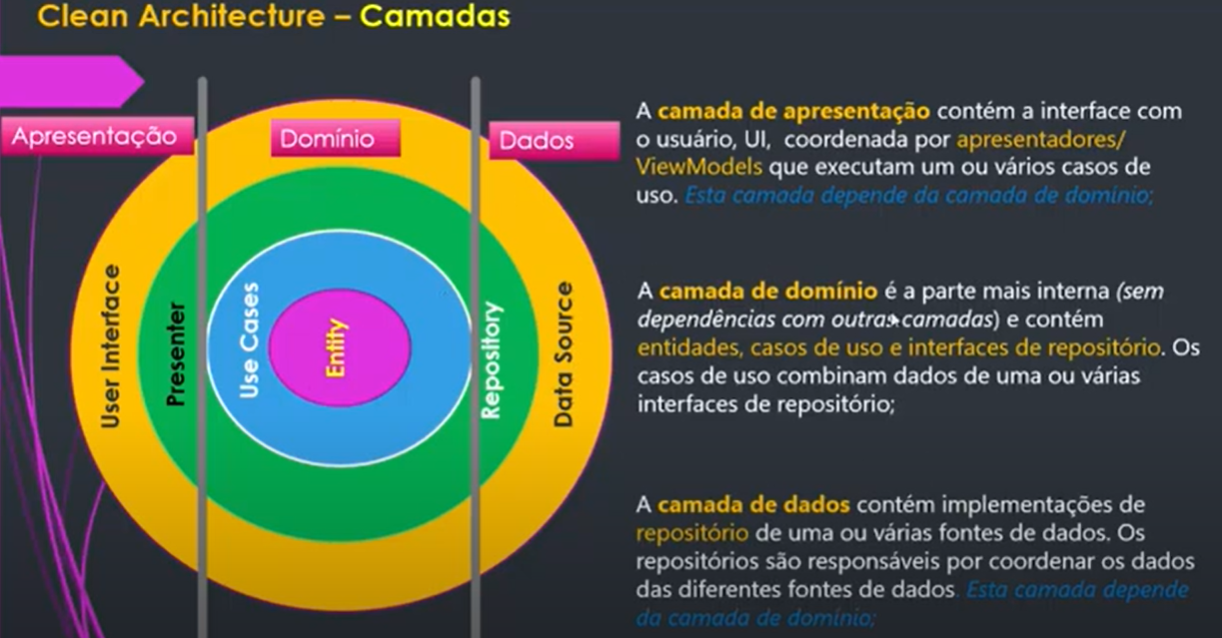 Clean Architecture – Camadas
Apresentação
Domínio
Dados
User Interface
Presenter
Use Cases
Entity
Repository
Data Source
A camada de apresentação contém a interface com
o usuário, UI, coordenada por apresentadores/
ViewModels que executam um ou vários casos de
uso. Esta camada depende da camada de domínio;
A camada de domínio é a parte mais interna (sem
dependências com outras camadas) e contém
entidades, casos de uso e interfaces de repositório. Os
casos de uso combinam dados de uma ou várias
interfaces de repositório;
A camada de dados contém implementações de
repositório de uma ou várias fontes de dados. Os
repositórios são responsáveis por coordenar os dados
das diferentes fontes de dados. Esta camada depende
da camada de domínio;